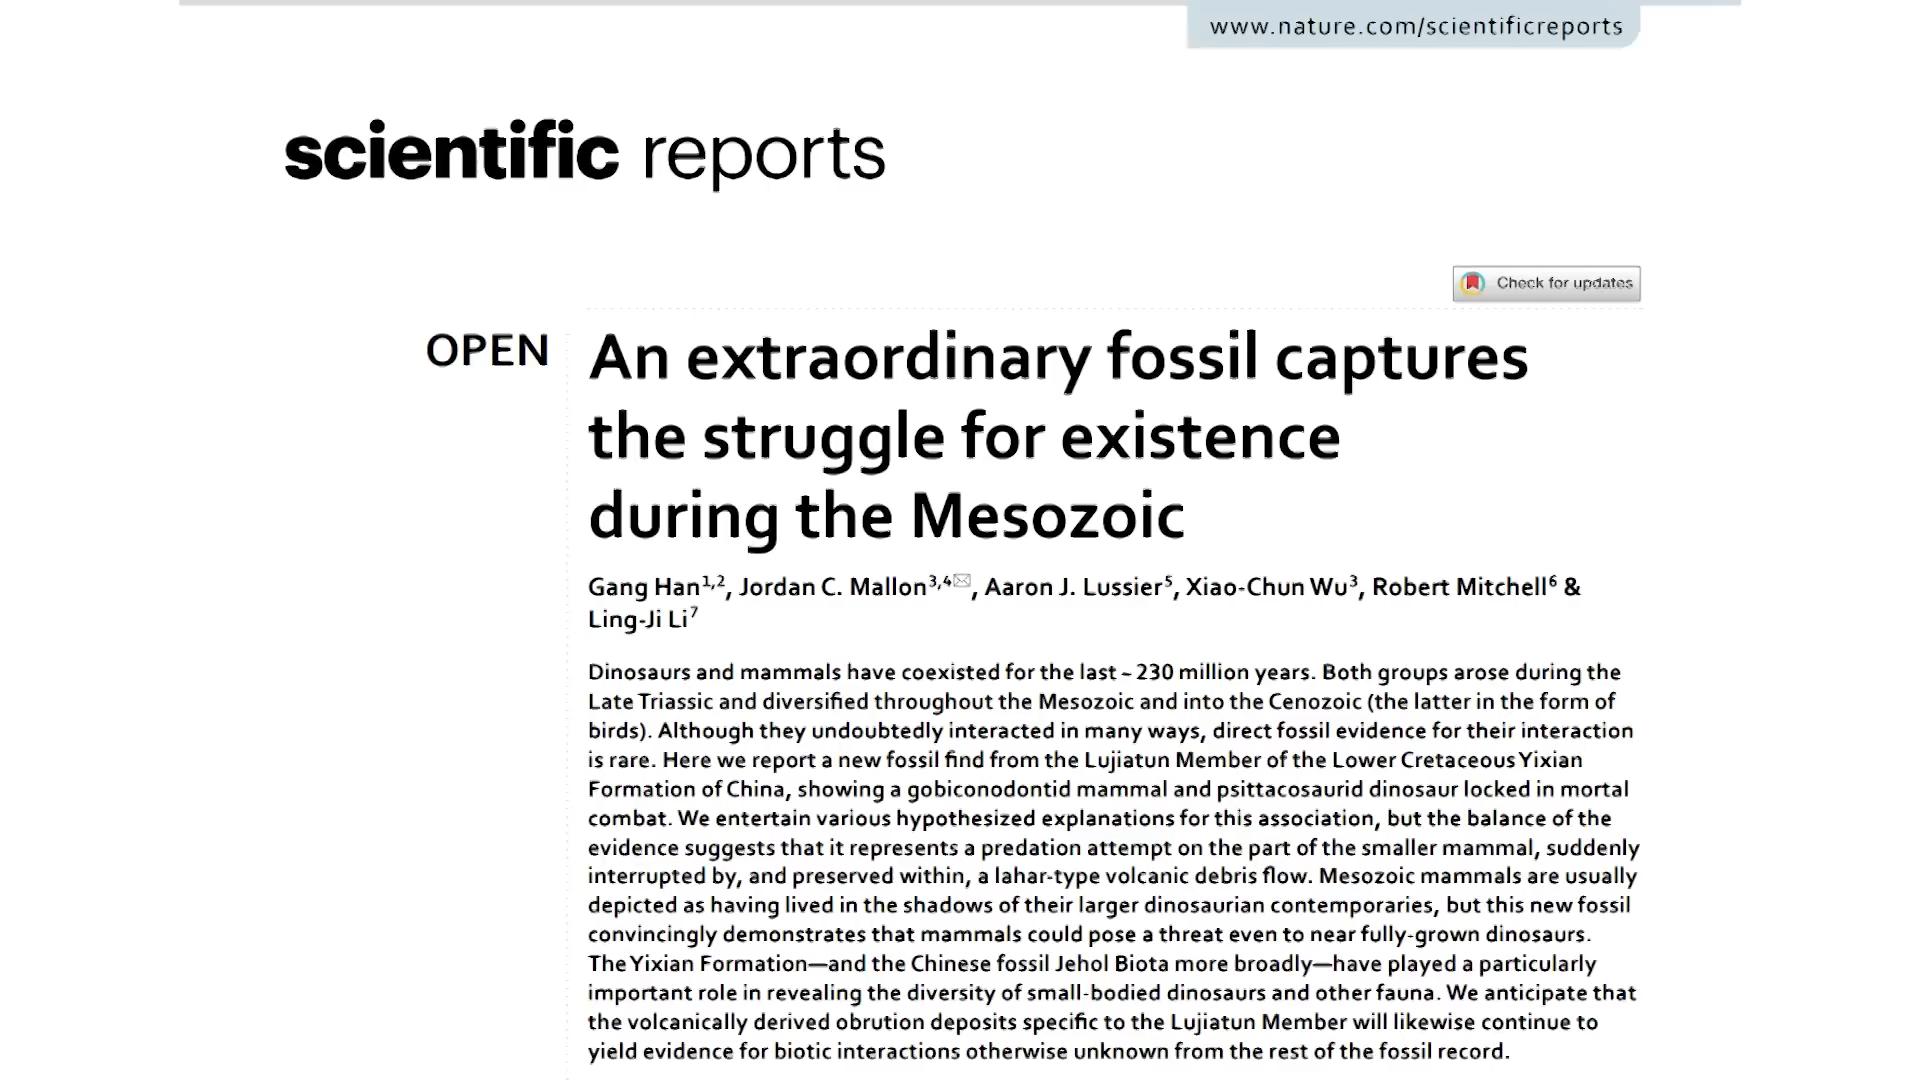 www.nature.com/scientificreports
scientific reports
Check for updates
OPEN
An extraordinary fossil captures
the struggle for existence
during the Mesozoic
Gang Han1,2, Jordan C. Mallon3,4✉, Aaron J. Lussier5, Xiao-Chun Wu3, Robert Mitchell6 &
Ling-Ji Li7
Dinosaurs and mammals have coexisted for the last ~ 230 million years. Both groups arose during the
Late Triassic and diversified throughout the Mesozoic and into the Cenozoic (the latter in the form of
birds). Although they undoubtedly interacted in many ways, direct fossil evidence for their interaction
is rare. Here we report a new fossil find from the Lujiatun Member of the Lower Cretaceous Yixian
Formation of China, showing a gobiconodontid mammal and psittacosaurid dinosaur locked in mortal
combat. We entertain various hypothesized explanations for this association, but the balance of the
evidence suggests that it represents a predation attempt on the part of the smaller mammal, suddenly
interrupted by, and preserved within, a lahar-type volcanic debris flow. Mesozoic mammals are usually
depicted as having lived in the shadows of their larger dinosaurian contemporaries, but this new fossil
convincingly demonstrates that mammals could pose a threat even to near fully-grown dinosaurs.
The Yixian Formation—and the Chinese fossil Jehol Biota more broadly—have played a particularly
important role in revealing the diversity of small-bodied dinosaurs and other fauna. We anticipate that
the volcanically derived obrution deposits specific to the Lujiatun Member will likewise continue to
yield evidence for biotic interactions otherwise unknown from the rest of the fossil record.